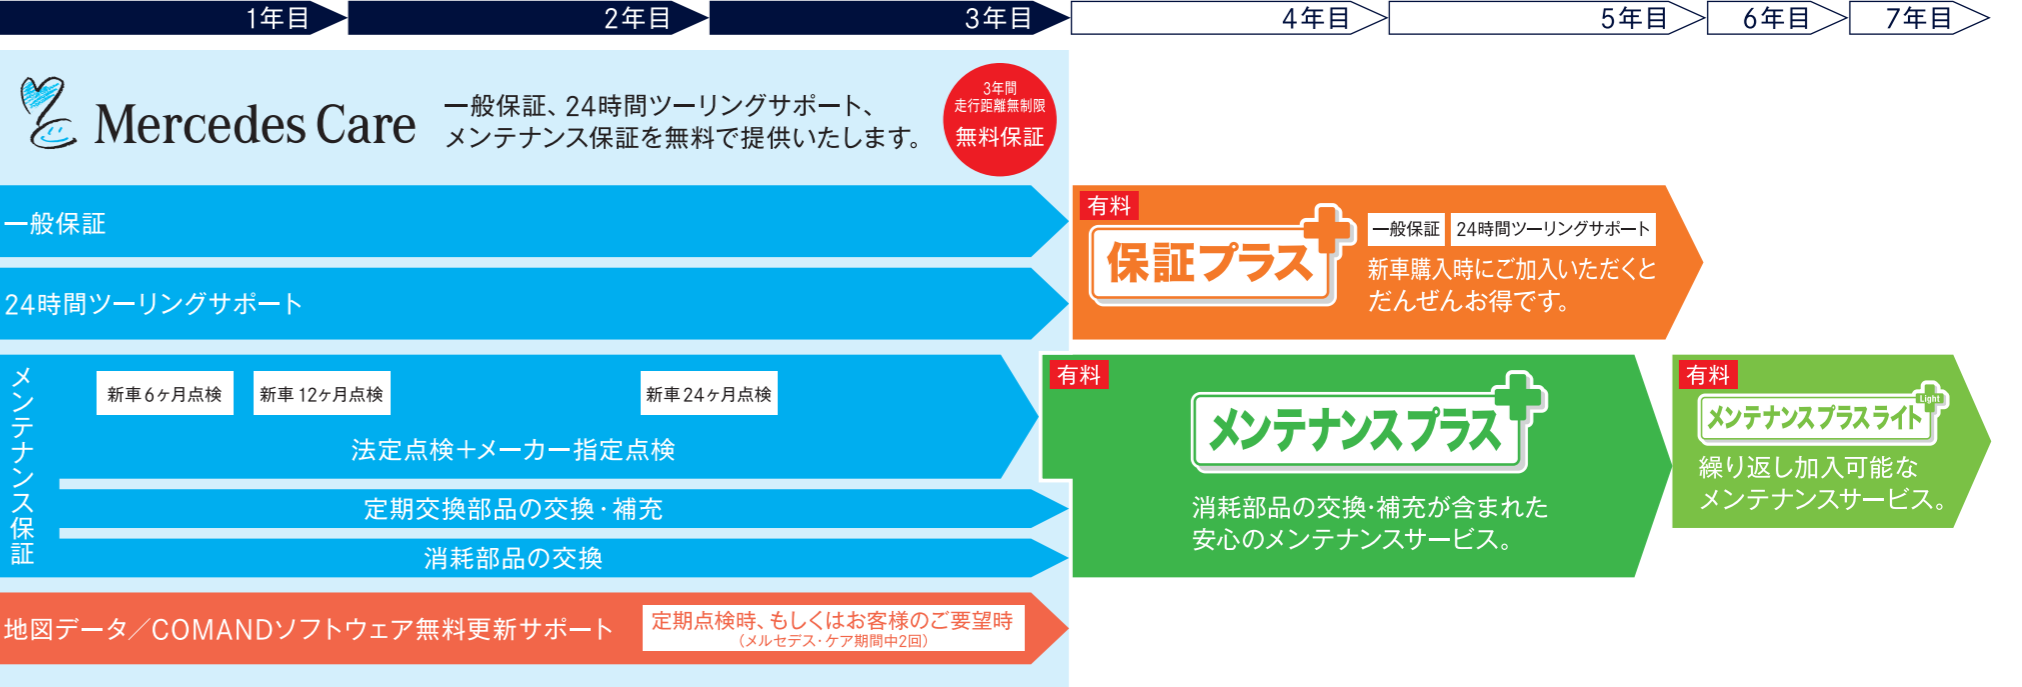 1年目
2年目
3年目
4年目
5年目
6年目
7年目
Mercedes Care
一般保証、24時間ツーリングサポート、
メンテナンス保証を無料で提供いたします。
3年間
走行距離無制限
無料保証
一般保証
24時間ツーリングサポート
有料
保証プラス
一般保証
24時間ツーリングサポート
新車購入時にご加入いただくと
だんぜんお得です。
メンテナンス保証
新車6ヶ月点検
新車12ヶ月点検
新車24ヶ月点検
法定点検＋メーカー指定点検
定期交換部品の交換・補充
消耗部品の交換
有料
メンテナンスプラス
消耗部品の交換・補充が含まれた
安心のメンテナンスサービス。
有料
メンテナンスプラスライト
Light
繰り返し加入可能な
メンテナンスサービス。
地図データ／COMANDソフトウェア無料更新サポート
定期点検時、もしくはお客様のご要望時
（メルセデス・ケア期間中2回）